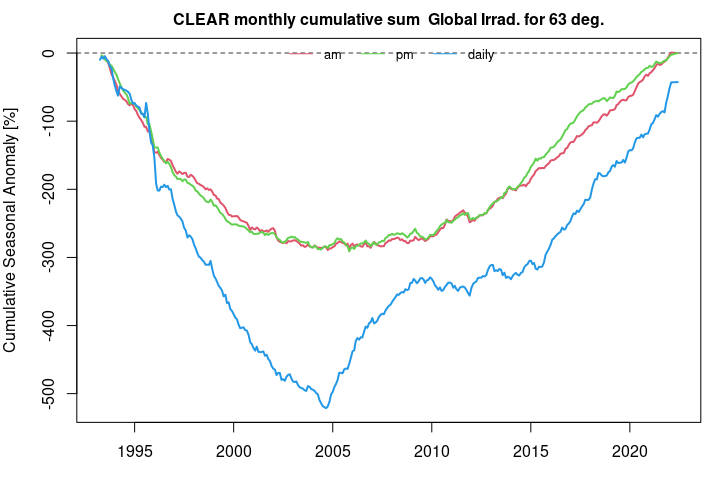 CLEAR monthly cumulative sum  Global Irrad. for 63 deg.
am pm daily
Cumulative Seasonal Anomaly [%]
0
-100
-200
-300
-400
-500
1995 2000 2005 2010 2015 2020